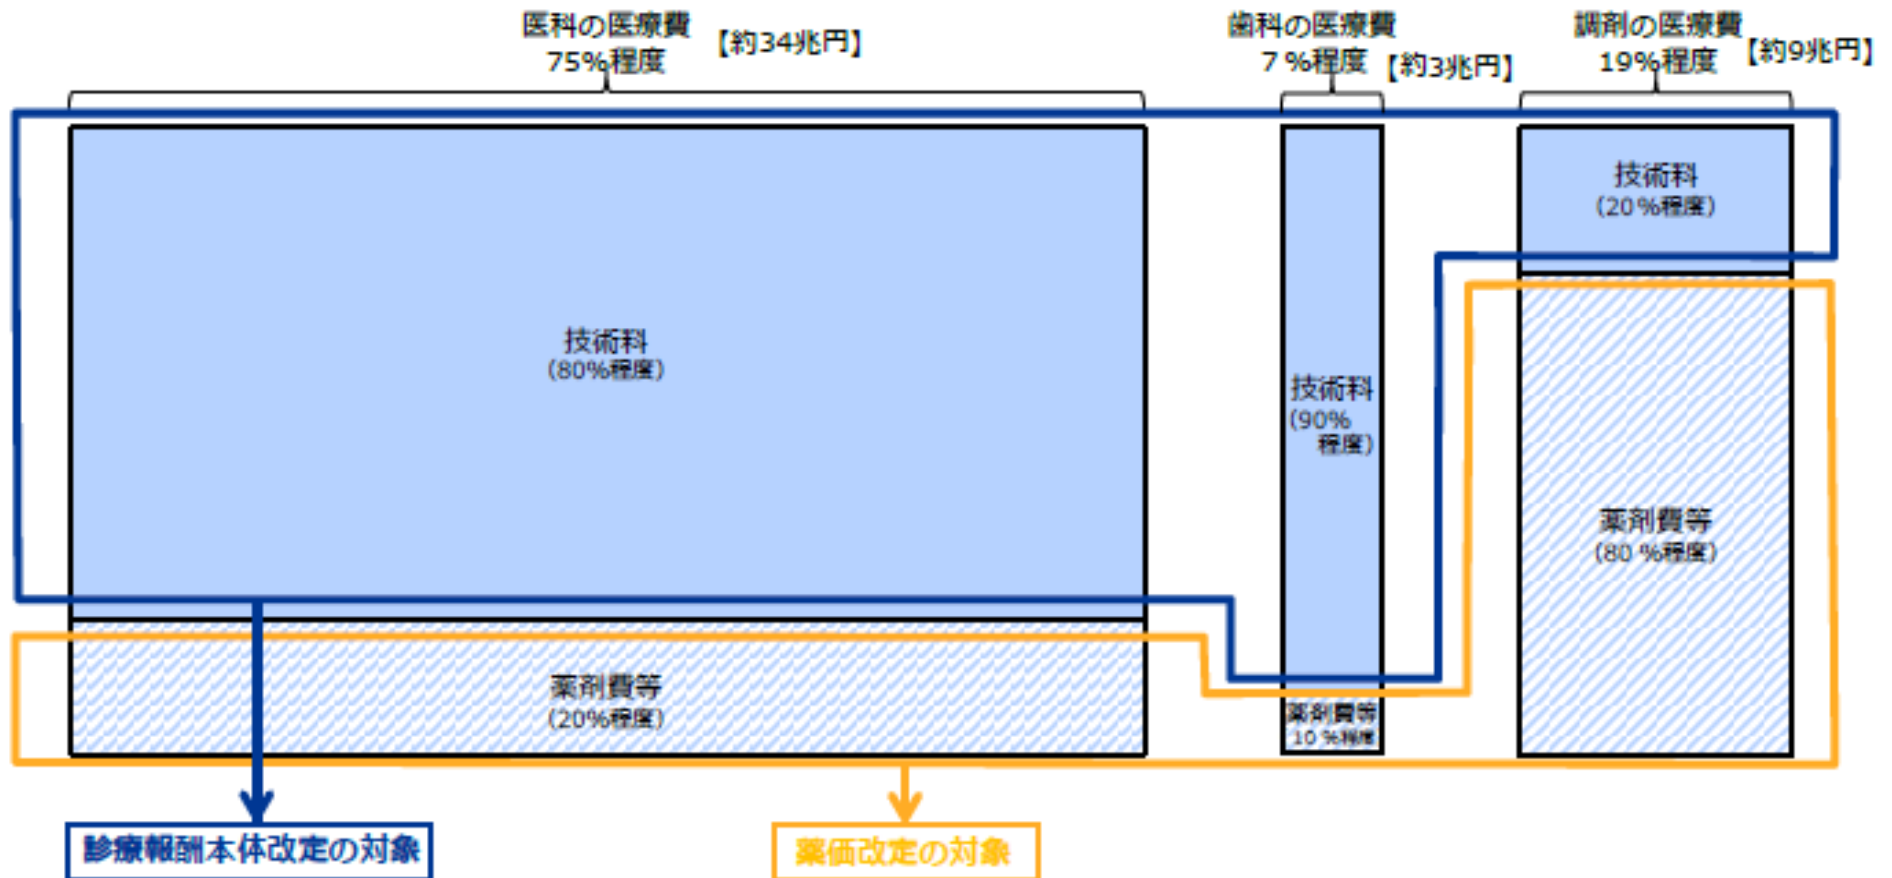 医科の医療費
75%程度
【約34兆円】
歯科の医療費
7%程度
【約3兆円】
調剤の医療費
19%程度
【約9兆円】
技術料
(80%程度)
薬剤費等
(20%程度)
技術料
(90%
程度)
薬剤費等
10%程度
技術料
(20%程度)
薬剤費等
(80%程度)
診療報酬本体改定の対象
薬価改定の対象